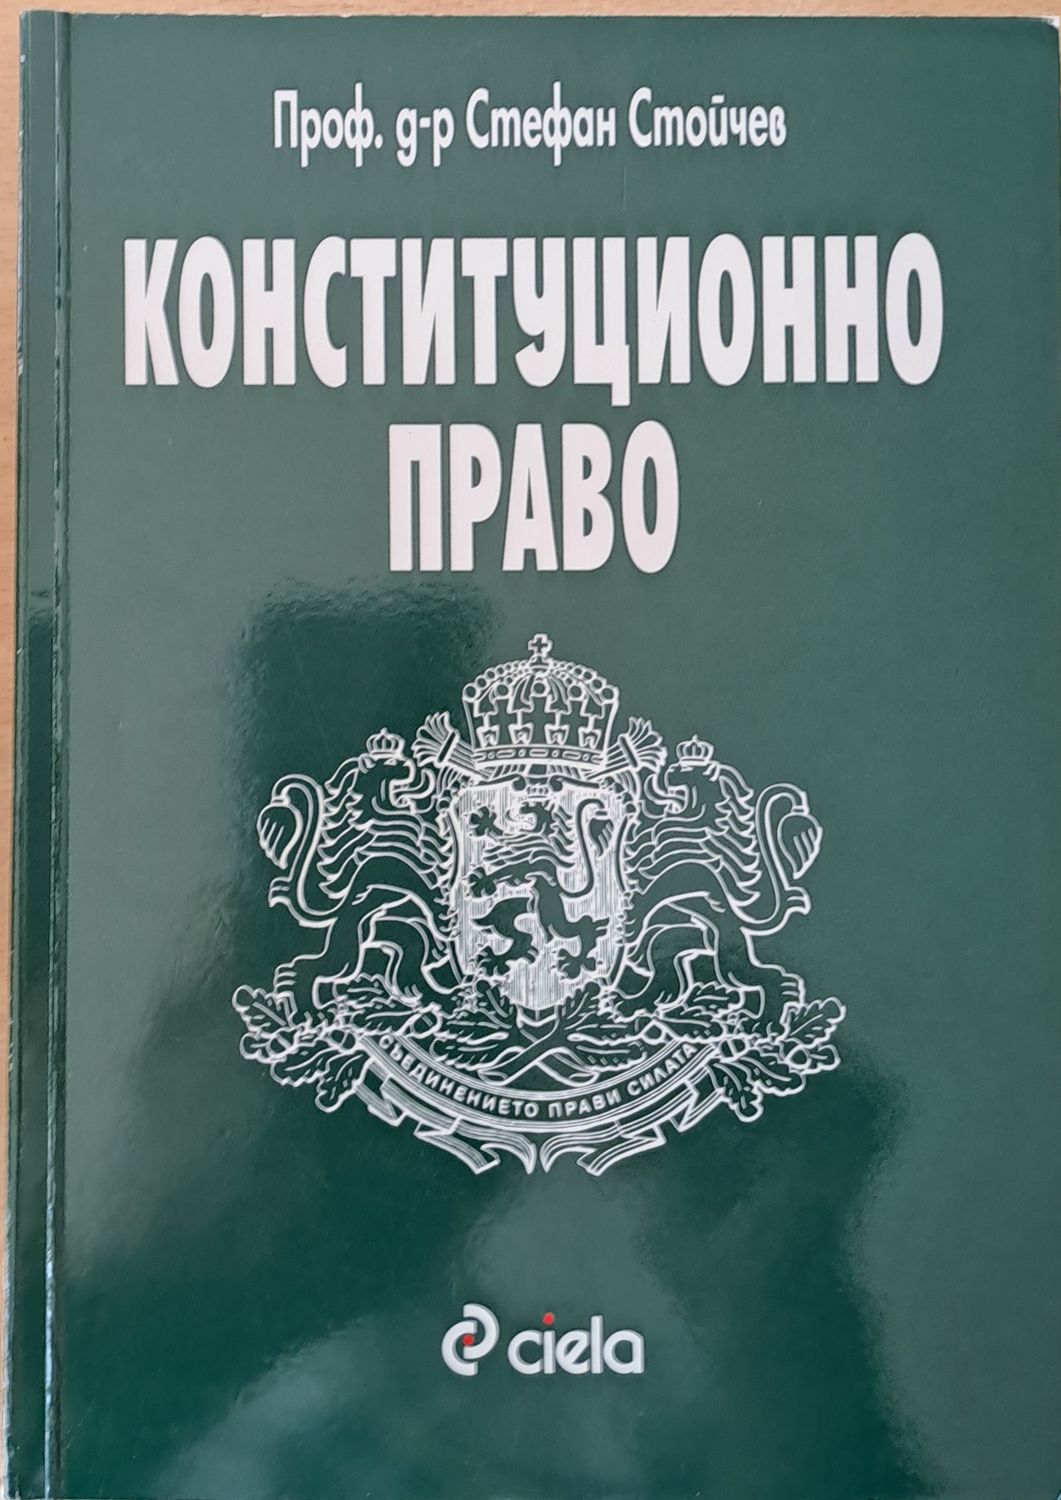 Проф. д-р Стефан Стойчев
КОНСТИТУЦИОННО
ПРАВО
СЪЕДИНЕНИЕТО ПРАВИ СИЛАТА
ciela